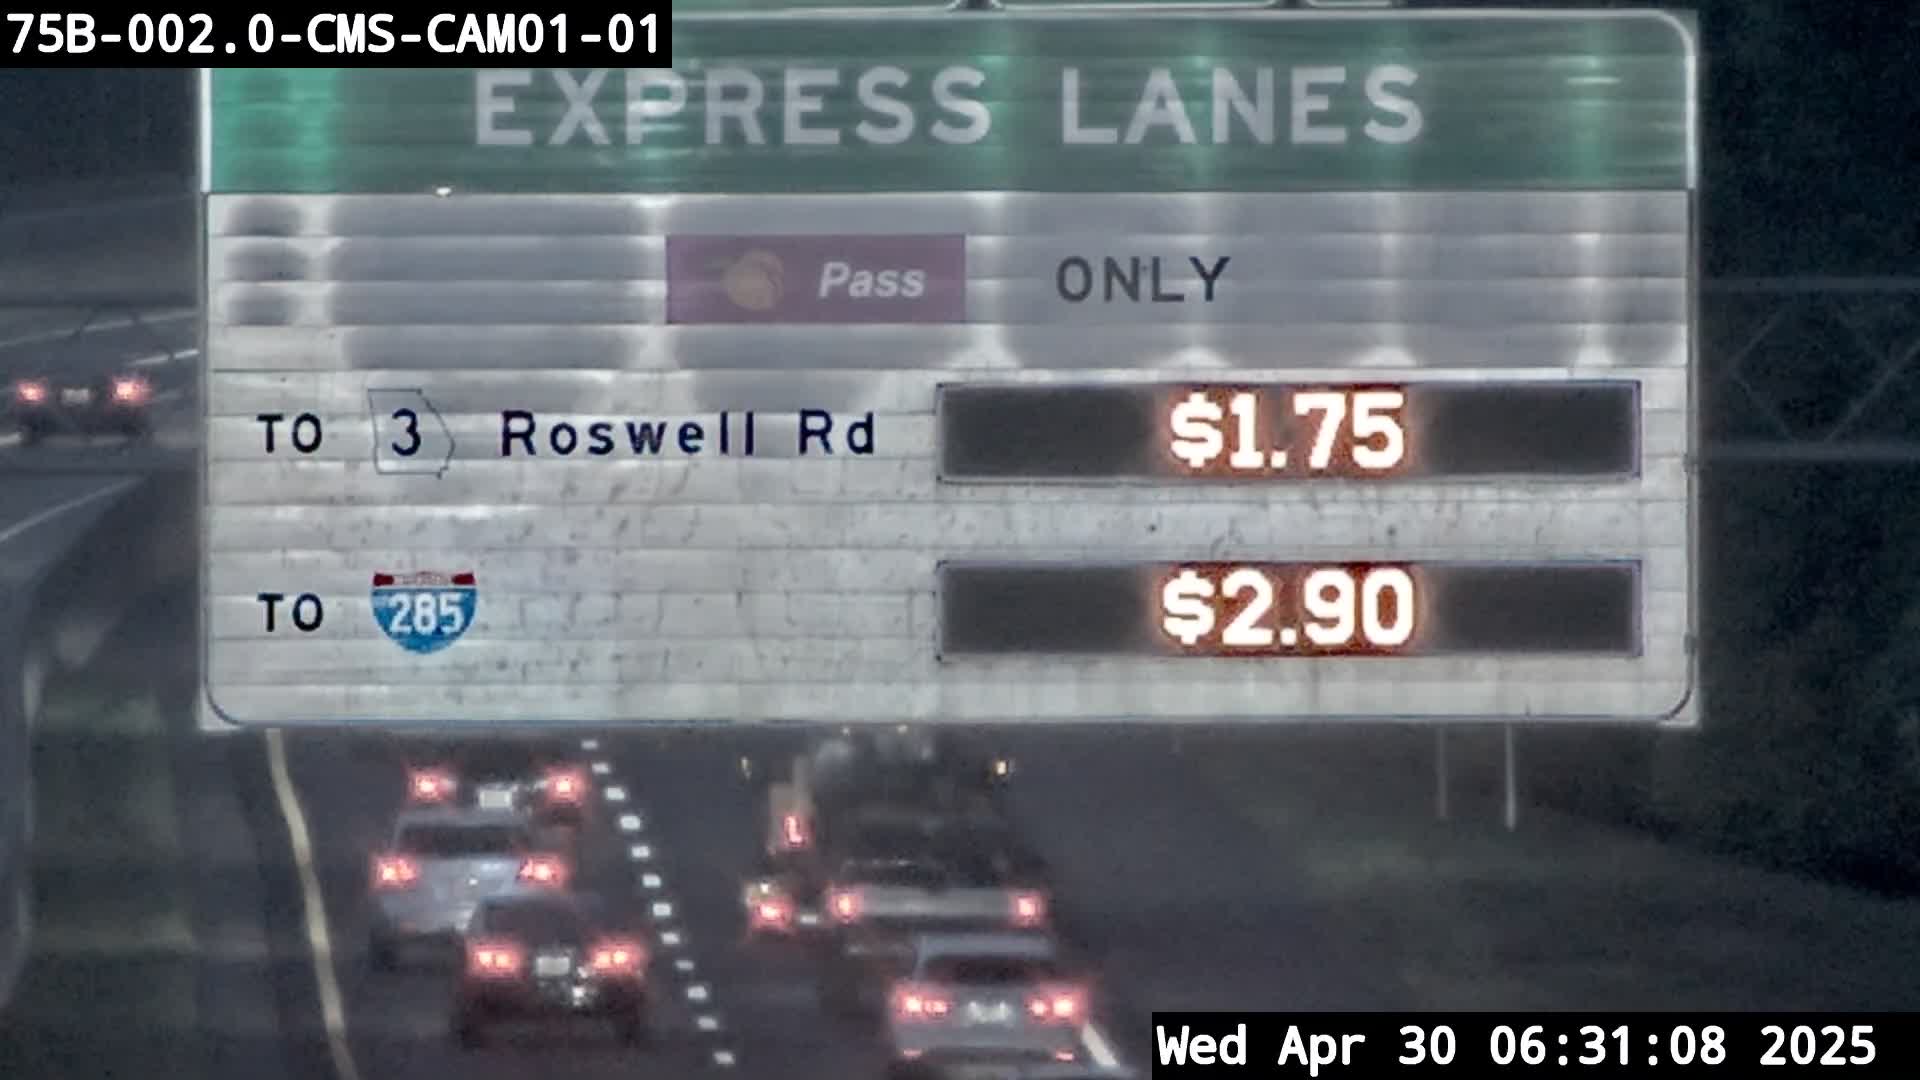 75B-002.0-CMS-CAM01-01
EXPRESS LANES
Pass ONLY
TO 3 Roswell Rd $1.75
TO 285 $2.90
Wed Apr 30 06:31:08 2025